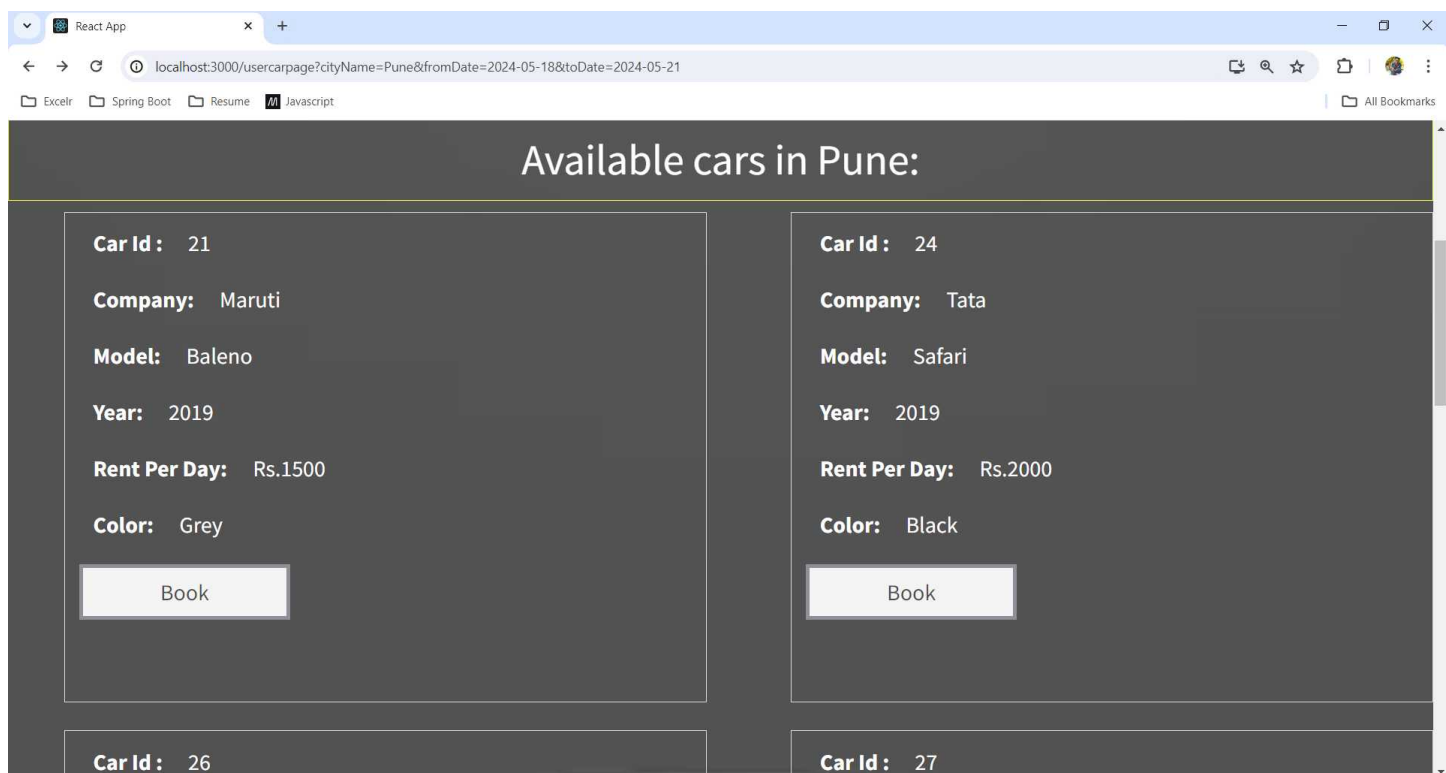 React App
localhost:3000/usercarpage?cityName=Pune&fromDate=2024-05-18&toDate=2024-05-21
Excelr Spring Boot Resume Javascript All Bookmarks
Available cars in Pune:
Car Id : 21
Company: Maruti
Model: Baleno
Year: 2019
Rent Per Day: Rs.1500
Color: Grey
Book
Car Id : 24
Company: Tata
Model: Safari
Year: 2019
Rent Per Day: Rs.2000
Color: Black
Book
Car Id : 26
Car Id : 27